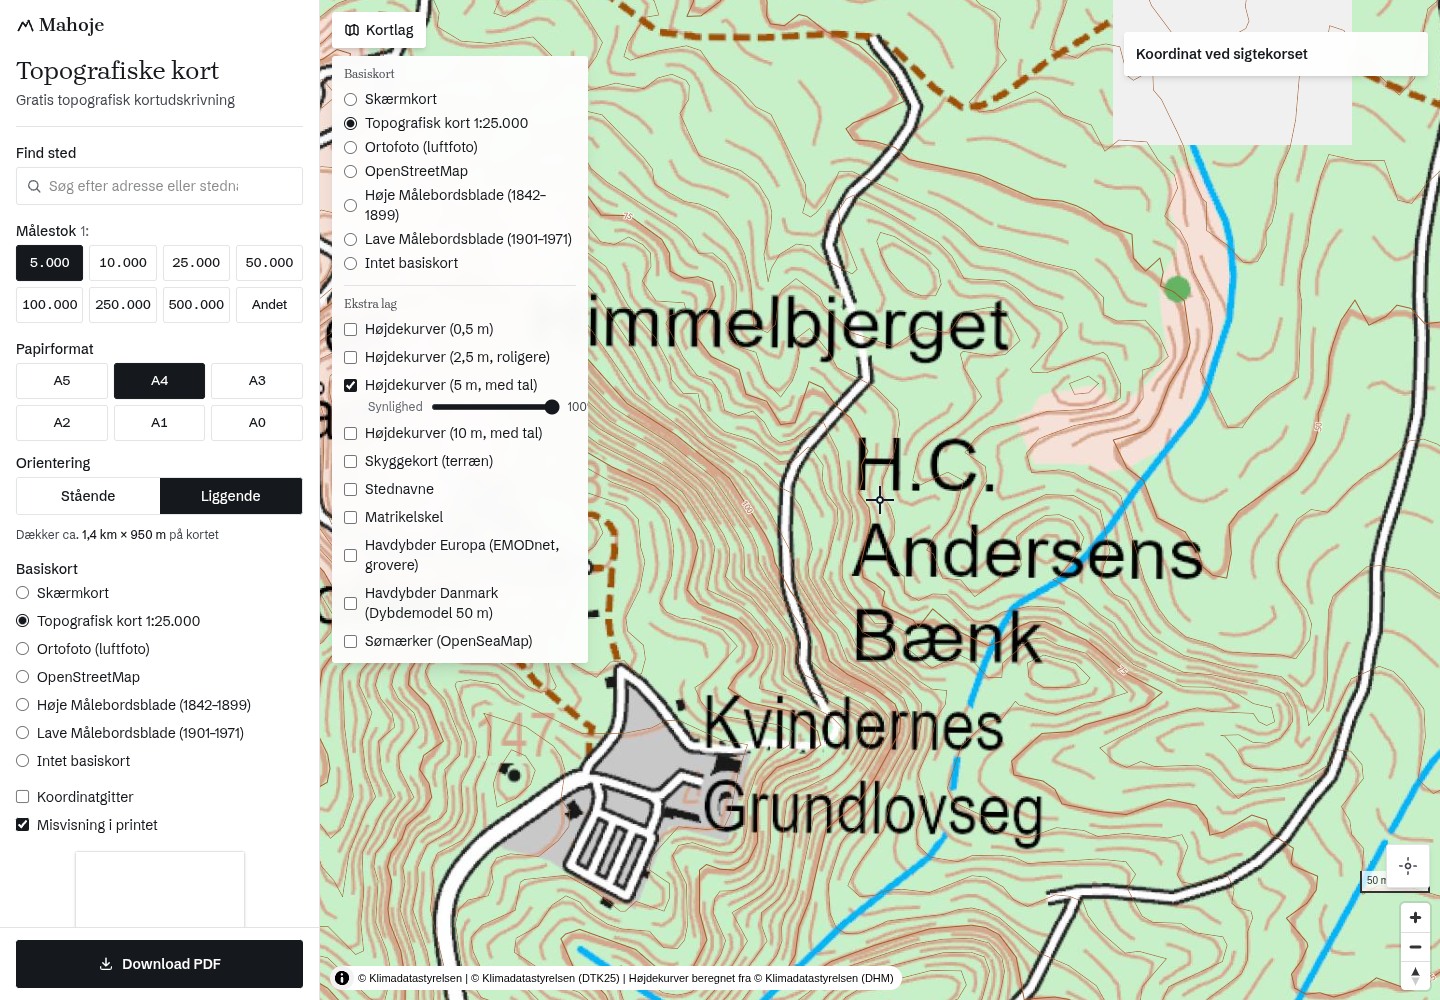 Mahoje
Topografiske kort
Gratis topografisk kortudskrivning
Find sted
Søg efter adresse eller stedn
Målestok 1:
5.000
10.000
25.000
50.000
100.000
250.000
500.000
Andet
Papirformat
A5
A4
A3
A2
A1
A0
Orientering
Stående
Liggende
Dækker ca. 1,4 km × 950 m på kortet
Basiskort
Skærmkort
Topografisk kort 1:25.000
Ortofoto (luftfoto)
OpenStreetMap
Høje Målebordsblade (1842–1899)
Lave Målebordsblade (1901–1971)
Intet basiskort
Koordinatgitter
Misvisning i printet
Download PDF
Kortlag
Basiskort
Skærmkort
Topografisk kort 1:25.000
Ortofoto (luftfoto)
OpenStreetMap
Høje Målebordsblade (1842–
1899)
Lave Målebordsblade (1901–1971)
Intet basiskort
Ekstra lag
Højdekurver (0,5 m)
Højdekurver (2,5 m, roligere)
Højdekurver (5 m, med tal)
Synlighed
100
Højdekurver (10 m, med tal)
Skyggekort (terræn)
Stednavne
Matrikelskel
Havdybder Europa (EMODnet,
grovere)
Havdybder Danmark
(Dybdemodel 50 m)
Sømærker (OpenSeaMap)
Koordinat ved sigtekorset
immelbjerget
H.C.
Andersens
Bænk
Kvindernes
Grundlovseg
147
75
100
50 m
© Klimadatastyrelsen | © Klimadatastyrelsen (DTK25) | Højdekurver beregnet fra © Klimadatastyrelsen (DHM)